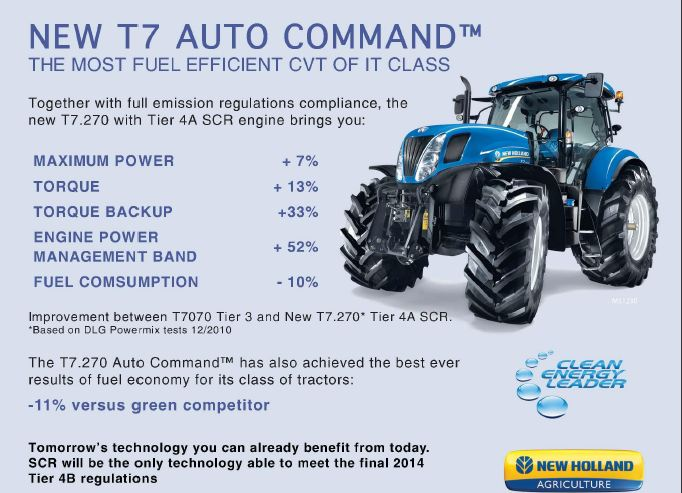 NEW T7 AUTO COMMAND™
THE MOST FUEL EFFICIENT CVT OF IT CLASS
Together with full emission regulations compliance, the
new T7.270 with Tier 4A SCR engine brings you:
MAXIMUM POWER + 7%
TORQUE + 13%
TORQUE BACKUP +33%
ENGINE POWER
MANAGEMENT BAND + 52%
FUEL COMSUMPTION - 10%
NEW HOLLAND
Improvement between T7070 Tier 3 and New T7.270* Tier 4A SCR.
*Based on DLG Powermix tests 12/2010
The T7.270 Auto Command™ has also achieved the best ever
results of fuel economy for its class of tractors:
-11% versus green competitor
CLEAN
ENERGY
LEADER
Tomorrow's technology you can already benefit from today.
SCR will be the only technology able to meet the final 2014
Tier 4B regulations
NEW HOLLAND
AGRICULTURE